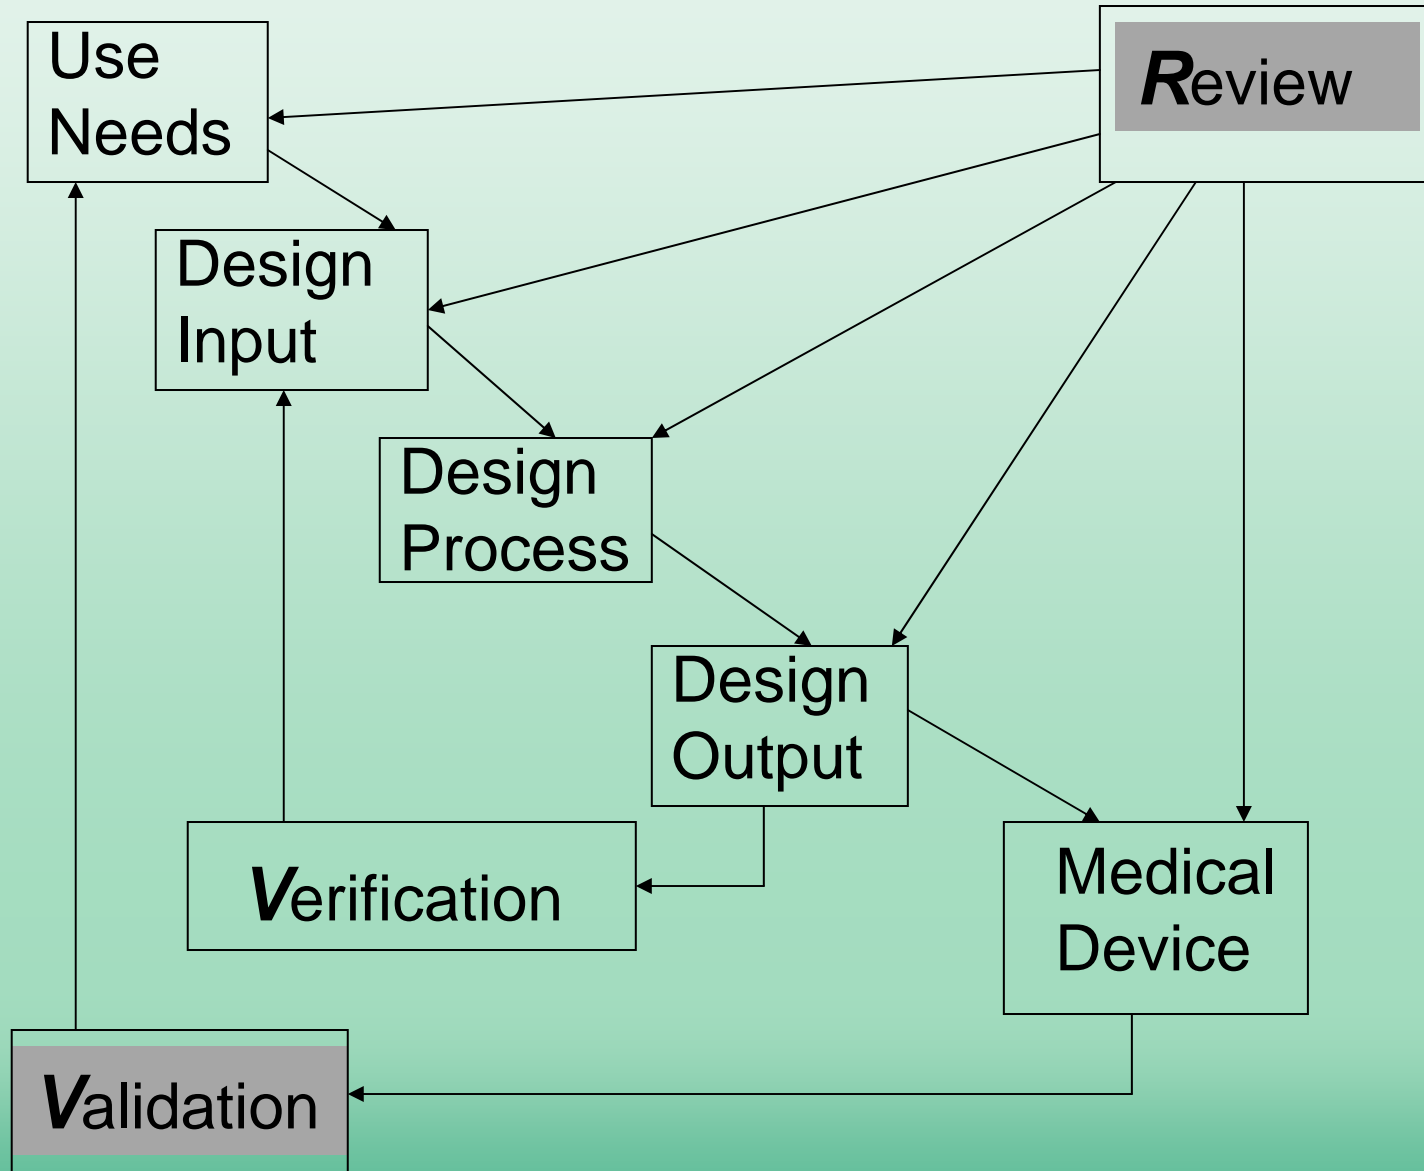 Use
Needs
Review
Design
Input
Design
Process
Design
Output
Verification
Medical
Device
Validation